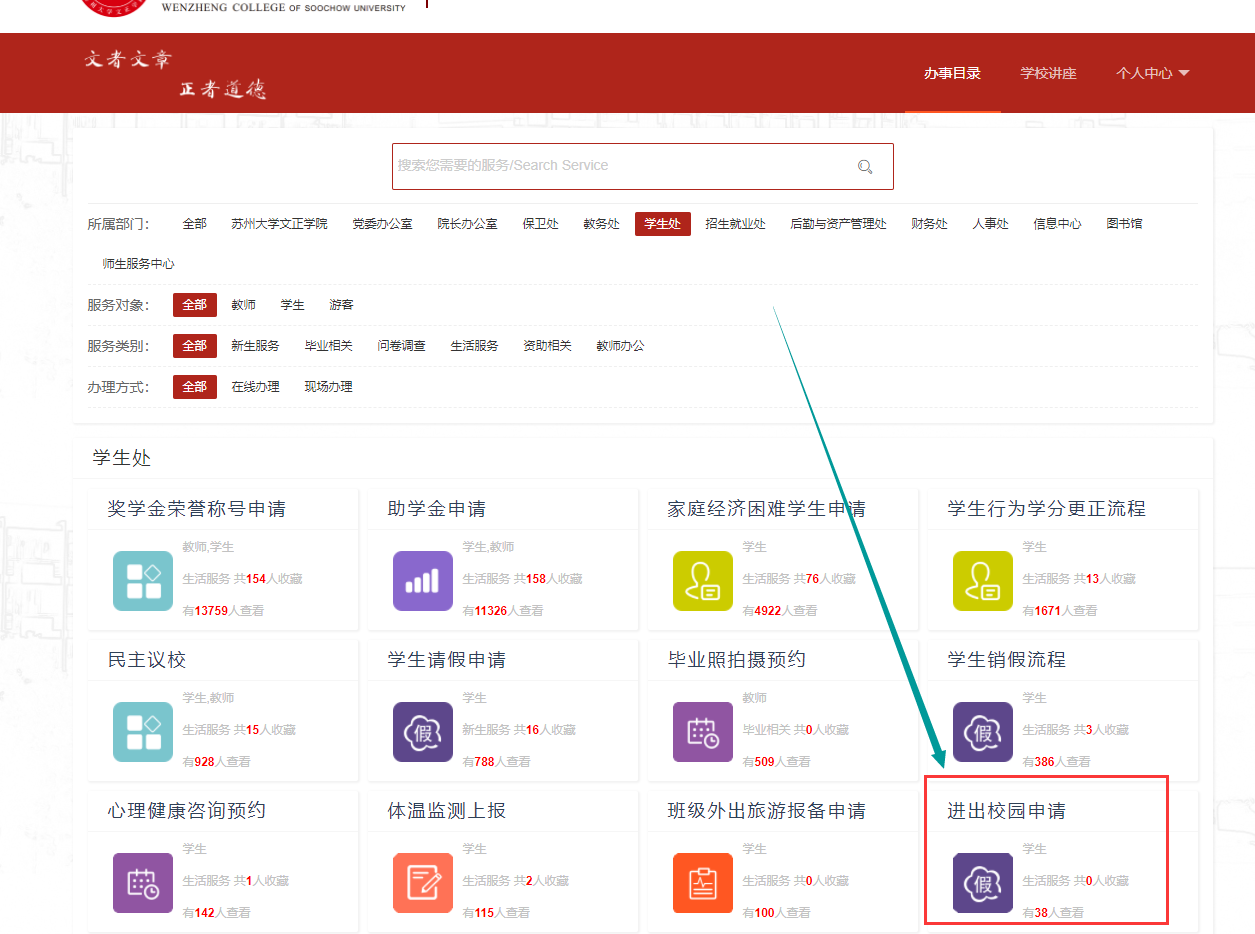 WENZHENG COLLEGE OF SOOCHOW UNIVERSITY
文者文章
正者道德
办事目录 学校讲座 个人中心
搜索您需要的服务/Search Service
所属部门： 全部 苏州大学文正学院 党委办公室 院长办公室 保卫处 教务处 学生处 招生就业处 后勤与资产管理处 财务处 人事处 信息中心 图书馆
师生服务中心
服务对象： 全部 教师 学生 游客
服务类别： 全部 新生服务 毕业相关 问卷调查 生活服务 资助相关 教师办公
办理方式： 全部 在线办理 现场办理
学生处
奖学金荣誉称号申请
教师,学生
生活服务 共154人收藏
有13759人查看
助学金申请
学生,教师
生活服务 共158人收藏
有11326人查看
家庭经济困难学生申请
学生
生活服务 共76人收藏
有4922人查看
学生行为学分更正流程
学生
生活服务 共13人收藏
有1671人查看
民主议校
学生,教师
生活服务 共15人收藏
有928人查看
学生请假申请
假
学生
新生服务 共16人收藏
有788人查看
毕业照拍摄预约
教师
毕业相关 共0人收藏
有509人查看
学生销假流程
假
学生
生活服务 共3人收藏
有386人查看
心理健康咨询预约
学生
生活服务 共1人收藏
有142人查看
体温监测上报
学生
生活服务 共2人收藏
有115人查看
班级外出旅游报备申请
学生
生活服务 共0人收藏
有100人查看
进出校园申请
假
学生
生活服务 共0人收藏
有38人查看